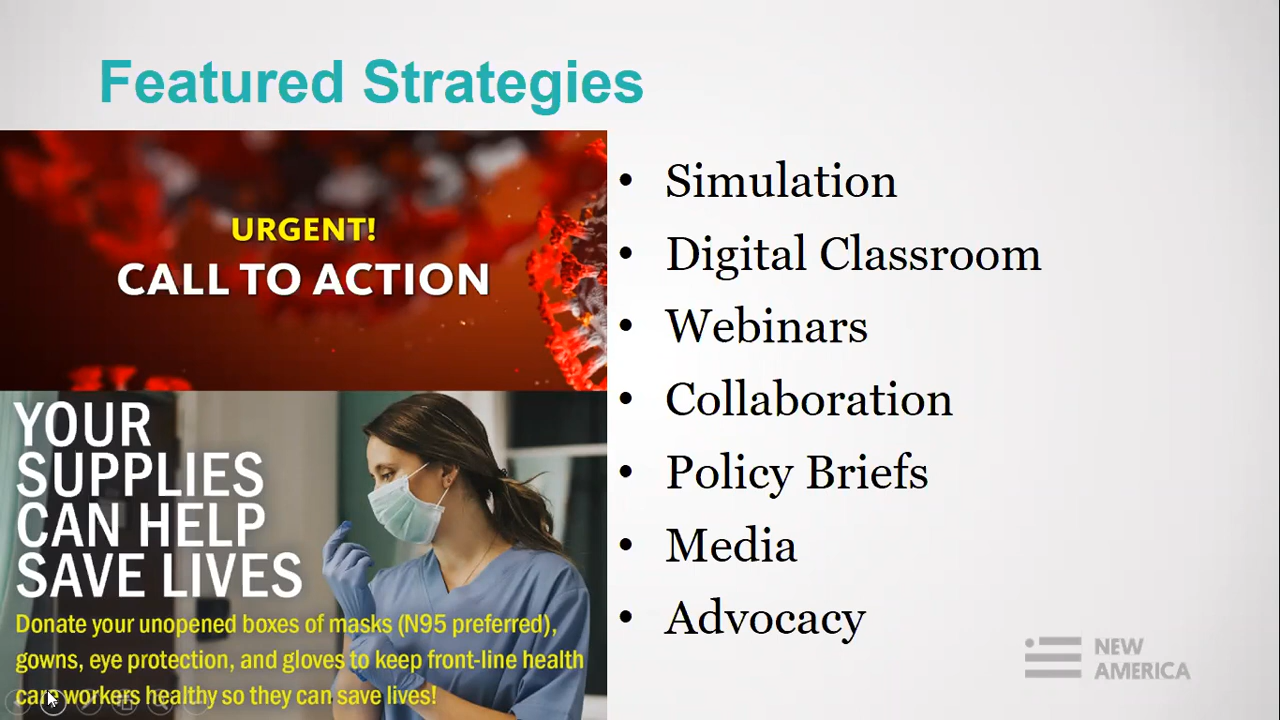 Featured Strategies
URGENT!
CALL TO ACTION
YOUR
SUPPLIES
CAN HELP
SAVE LIVES
Donate your unopened boxes of masks (N95 preferred),
gowns, eye protection, and gloves to keep front-line health
care workers healthy so they can save lives!
• Simulation
• Digital Classroom
• Webinars
• Collaboration
• Policy Briefs
• Media
• Advocacy
NEW
AMERICA